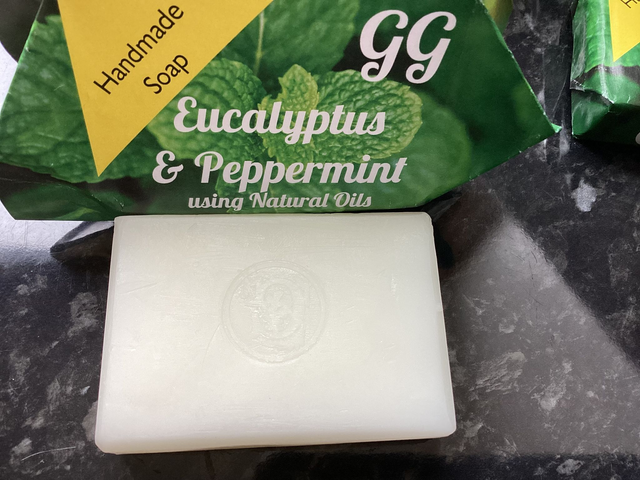 Handmade
Soap
GG
Eucalyptus
& Peppermint
using Natural Oils